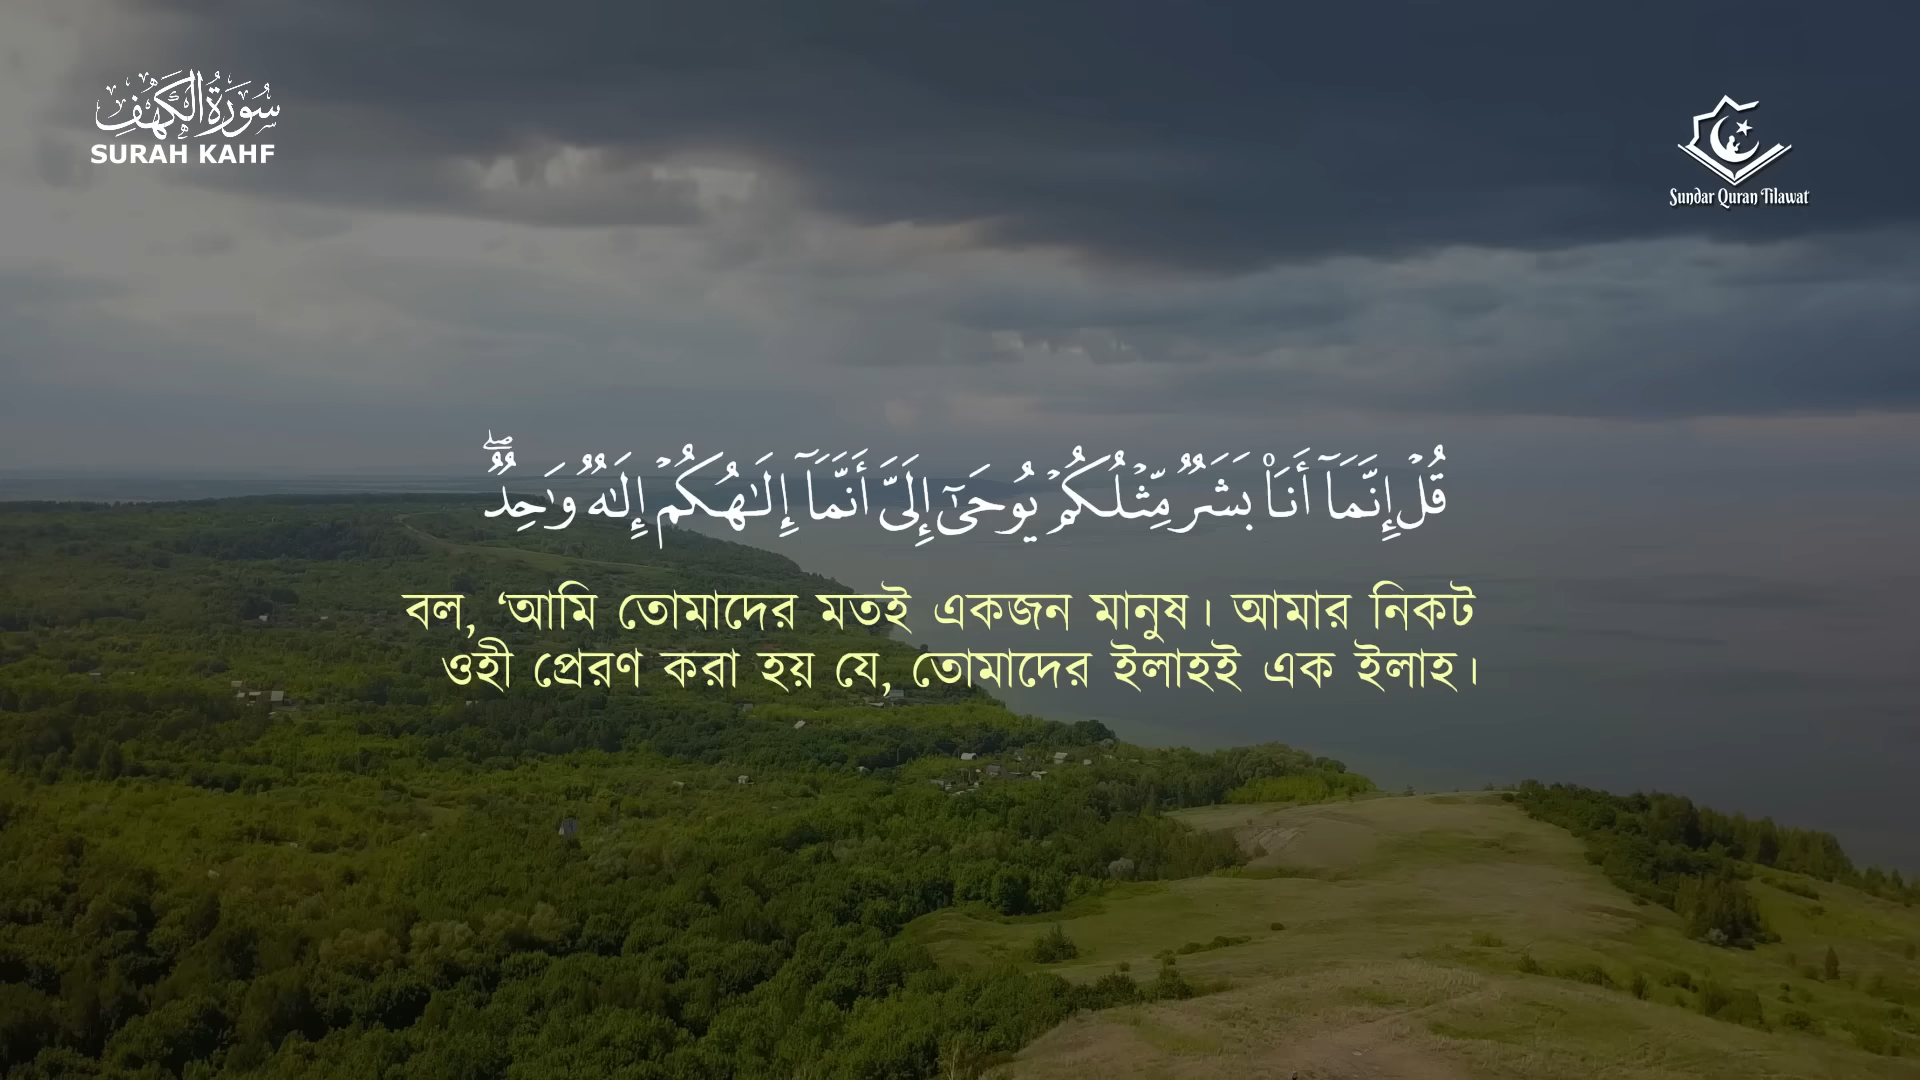 سُورَةُ الكَهْفِ
SURAH KAHF
Sundar Quran Tilawat
قُلْ إِنَّمَآ أَنَا۠ بَشَرٌ مِّثْلُكُمْ يُوحَىٰٓ إِلَىَّ أَنَّمَآ إِلَـٰهُكُمْ إِلَـٰهٌ وَٰحِدٌ ۖ
বল, ‘আমি তোমাদের মতই একজন মানুষ। আমার নিকট
ওহী প্রেরণ করা হয় যে, তোমাদের ইলাহই এক ইলাহ।